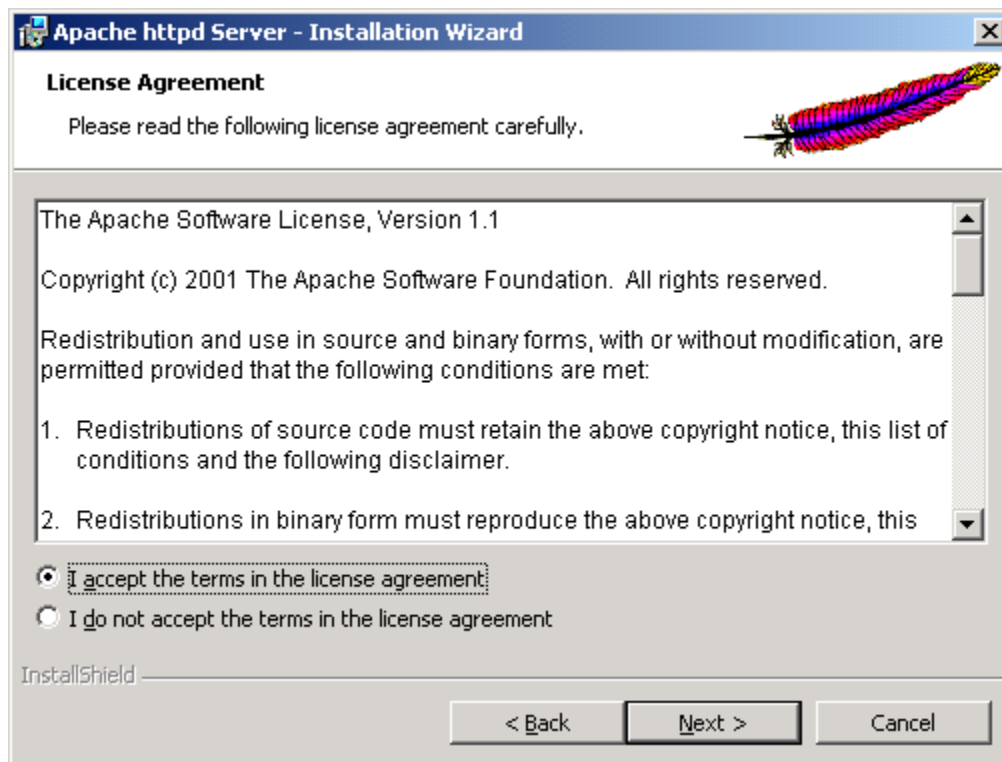 Apache httpd Server - Installation Wizard
License Agreement
Please read the following license agreement carefully.
The Apache Software License, Version 1.1
Copyright (c) 2001 The Apache Software Foundation.  All rights reserved.
Redistribution and use in source and binary forms, with or without modification, are
permitted provided that the following conditions are met:
1.  Redistributions of source code must retain the above copyright notice, this list of
conditions and the following disclaimer.
2.  Redistributions in binary form must reproduce the above copyright notice, this
I accept the terms in the license agreement
I do not accept the terms in the license agreement
InstallShield
< Back
Next >
Cancel